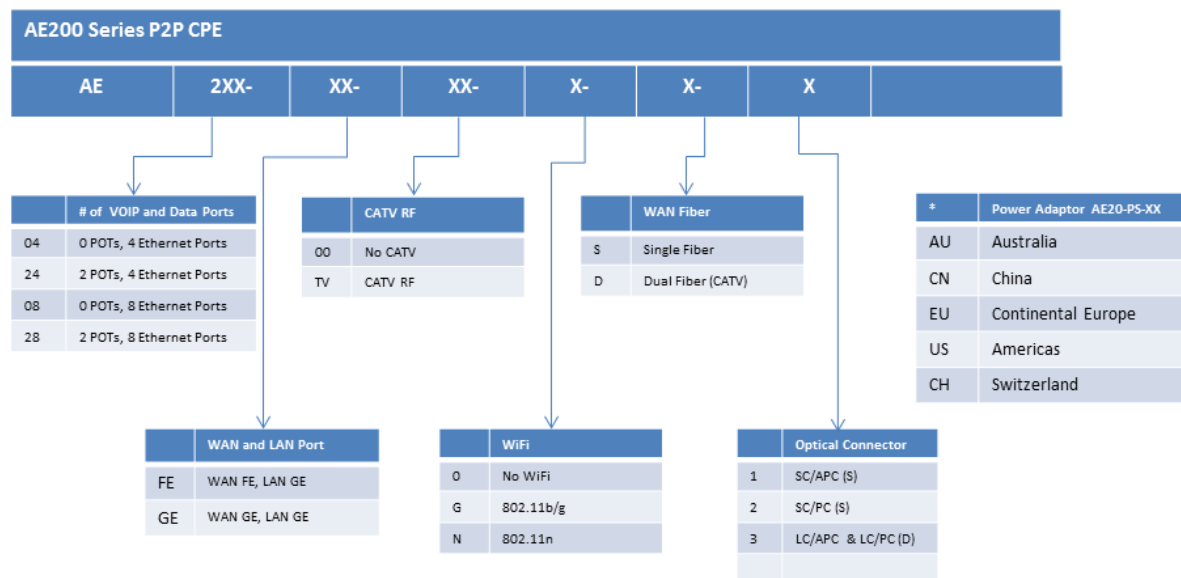 AE200 Series P2P CPE
AE 2XX- XX- XX- X- X- X
# of VOIP and Data Ports
04 0 POTs, 4 Ethernet Ports
24 2 POTs, 4 Ethernet Ports
08 0 POTs, 8 Ethernet Ports
28 2 POTs, 8 Ethernet Ports
CATV RF
00 No CATV
TV CATV RF
WAN Fiber
S Single Fiber
D Dual Fiber (CATV)
* Power Adaptor AE20-PS-XX
AU Australia
CN China
EU Continental Europe
US Americas
CH Switzerland
WAN and LAN Port
FE WAN FE, LAN GE
GE WAN GE, LAN GE
WiFi
0 No WiFi
G 802.11b/g
N 802.11n
Optical Connector
1 SC/APC (S)
2 SC/PC (S)
3 LC/APC & LC/PC (D)